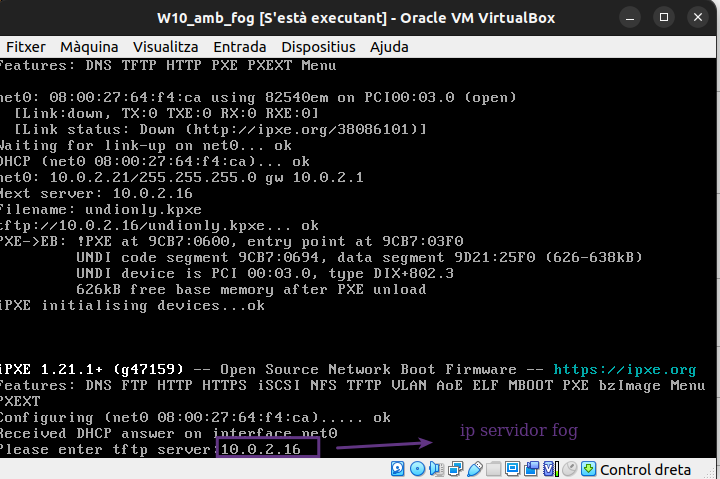 W10_amb_fog [S'està executant] - Oracle VM VirtualBox
Fitxer Màquina Visualitza Entrada Dispositius Ajuda
Features: DNS TFTP HTTP PXE PXEXT Menu
net0: 08:00:27:64:f4:ca using 82540em on PCI00:03.0 (open)
[Link:down, TX:0 TXE:0 RX:0 RXE:0]
[Link status: Down (http://ipxe.org/38086101)]
Waiting for link-up on net0... ok
DHCP (net0 08:00:27:64:f4:ca)... ok
net0: 10.0.2.21/255.255.255.0 gw 10.0.2.1
Next server: 10.0.2.16
Filename: undionly.kpxe
tftp://10.0.2.16/undionly.kpxe... ok
PXE->EB: !PXE at 9CB7:0600, entry point at 9CB7:03F0
UNDI code segment 9CB7:0694, data segment 9D21:25F0 (626-638kB)
UNDI device is PCI 00:03.0, type DIX+802.3
626kB free base memory after PXE unload
iPXE initialising devices...ok
iPXE 1.21.1+ (g47159) -- Open Source Network Boot Firmware -- https://ipxe.org
Features: DNS FTP HTTP HTTPS iSCSI NFS TFTP VLAN AoE ELF MBOOT PXE bzImage Menu
PXEXT
Configuring (net0 08:00:27:64:f4:ca)..... ok
Received DHCP answer on interface net0
Please enter tftp server:10.0.2.16
ip servidor fog
Control dreta